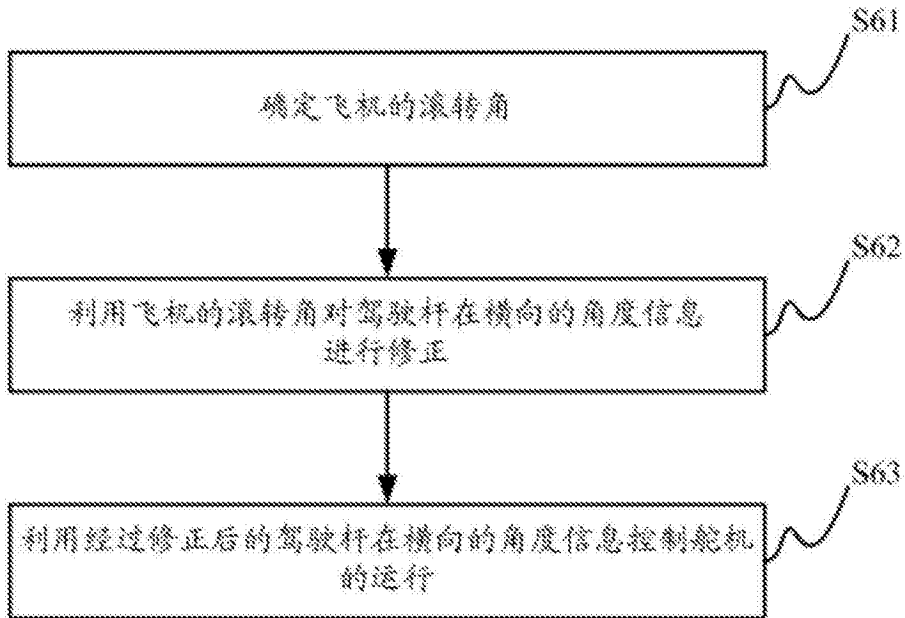 S61
确定飞机的滚转角
S62
利用飞机的滚转角对驾驶杆在横向的角度信息
进行修正
S63
利用经过修正后的驾驶杆在横向的角度信息控制舵机
的运行